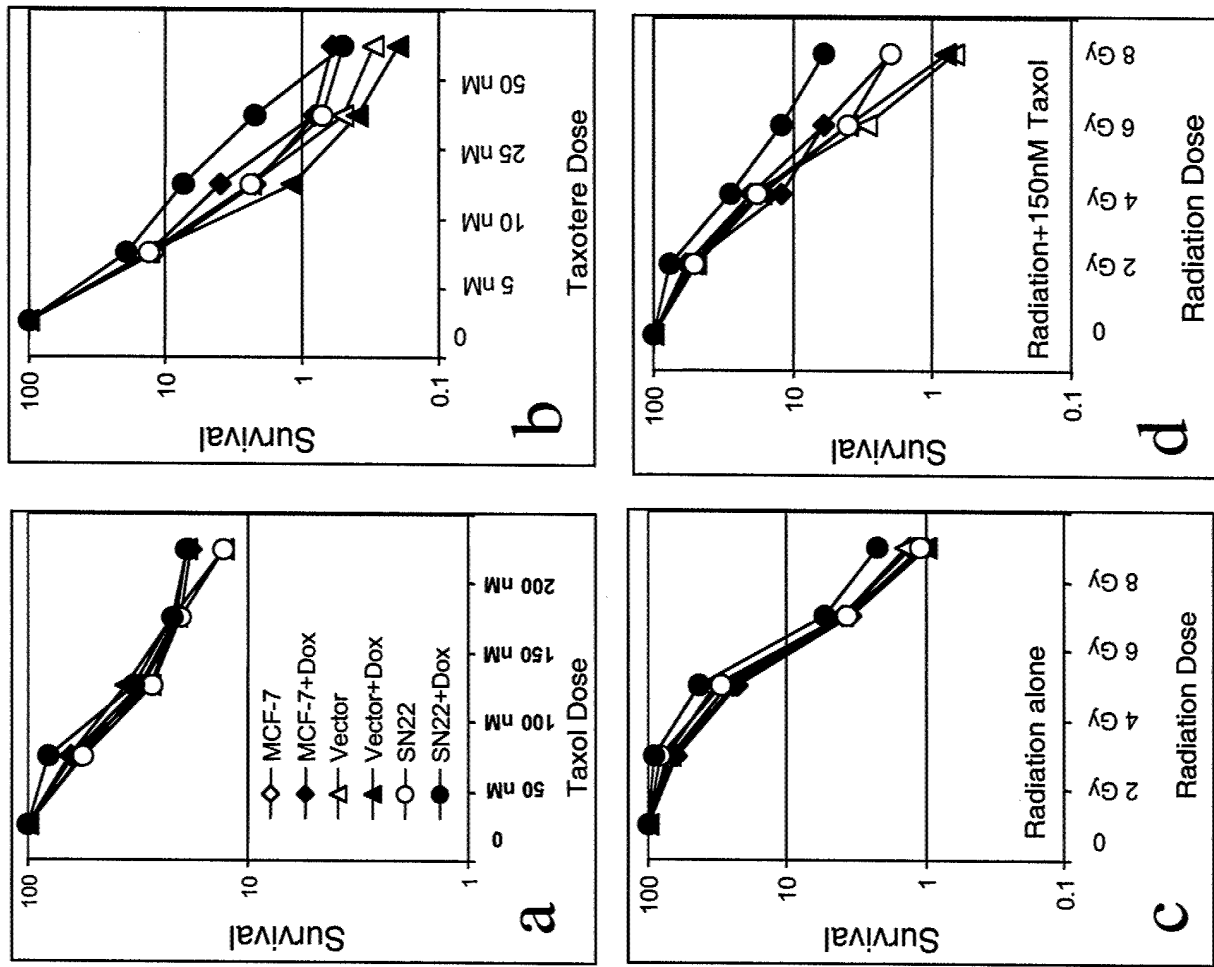 100
10
1
Survival
0
50 nM
100 nM
150 nM
200 nM
Taxol Dose
MCF-7
MCF-7+Dox
Vector
Vector+Dox
SN22
SN22+Dox
a
100
10
1
0.1
Survival
0
5 nM
10 nM
25 nM
50 nM
Taxotere Dose
b
100
10
1
0.1
Survival
0
2 Gy
4 Gy
6 Gy
8 Gy
Radiation Dose
Radiation alone
c
100
10
1
0.1
Survival
0
2 Gy
4 Gy
6 Gy
8 Gy
Radiation Dose
Radiation+150nM Taxol
d